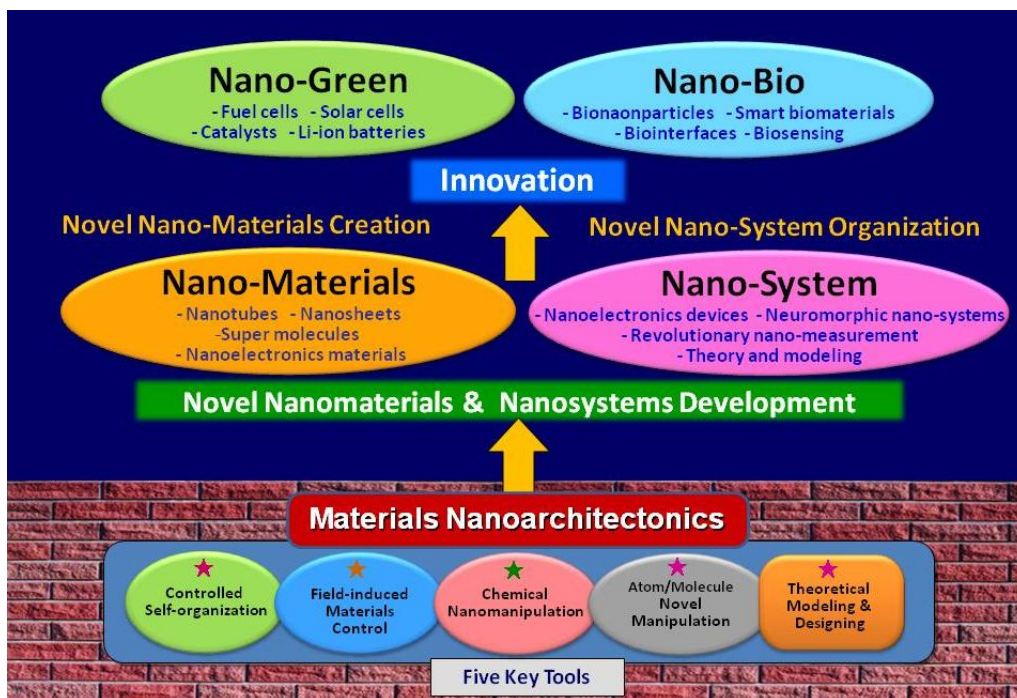 Nano-Green
- Fuel cells - Solar cells
- Catalysts - Li-ion batteries
Nano-Bio
- Bionaonparticles - Smart biomaterials
- Biointerfaces - Biosensing
Innovation
Novel Nano-Materials Creation
Novel Nano-System Organization
Nano-Materials
- Nanotubes - Nanosheets
-Super molecules
- Nanoelectronics materials
Nano-System
- Nanoelectronics devices - Neuromorphic nano-systems
- Revolutionary nano-measurement
- Theory and modeling
Novel Nanomaterials & Nanosystems Development
Materials Nanoarchitectonics
Controlled
Self-organization
Field-induced
Materials
Control
Chemical
Nanomanipulation
Atom/Molecule
Novel
Manipulation
Theoretical
Modeling &
Designing
Five Key Tools